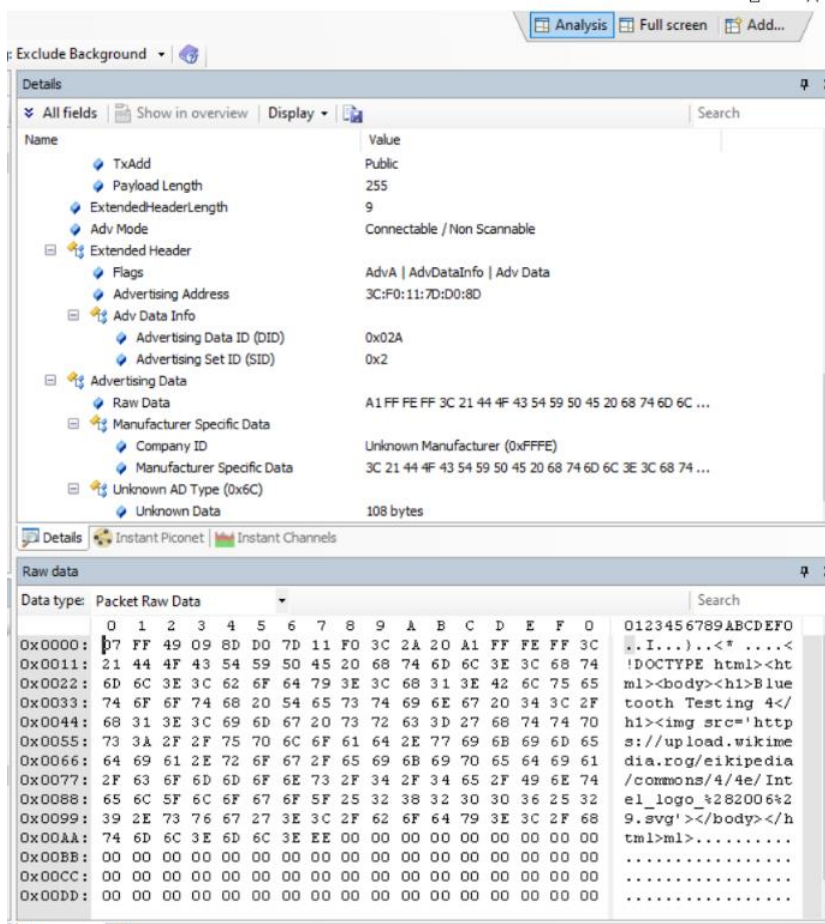 Analysis Full screen Add...
: Exclude Background
Details
All fields Show in overview Display Search
Name Value
TxAdd Public
Payload Length 255
ExtendedHeaderLength 9
Adv Mode Connectable / Non Scannable
Extended Header
Flags AdvA | AdvDataInfo | Adv Data
Advertising Address 3C:F0:11:7D:D0:8D
Adv Data Info
Advertising Data ID (DID) 0x02A
Advertising Set ID (SID) 0x2
Advertising Data
Raw Data A1 FF FE FF 3C 21 44 4F 43 54 59 50 45 20 68 74 6D 6C ...
Manufacturer Specific Data
Company ID Unknown Manufacturer (0xFFFE)
Manufacturer Specific Data 3C 21 44 4F 43 54 59 50 45 20 68 74 6D 6C 3E 3C 68 74 ...
Unknown AD Type (0x6C)
Unknown Data 108 bytes
Details Instant Piconet Instant Channels
Raw data
Data type: Packet Raw Data Search
0 1 2 3 4 5 6 7 8 9 A B C D E F 0 0123456789ABCDEF0
0x0000: 07 FF 49 09 8D D0 7D 11 F0 3C 2A 20 A1 FF FE FF 3C ..I...}..<* ....<
0x0011: 21 44 4F 43 54 59 50 45 20 68 74 6D 6C 3E 3C 68 74 !DOCTYPE html><ht
0x0022: 6D 6C 3E 3C 62 6F 64 79 3E 3C 68 31 3E 42 6C 75 65 ml><body><h1>Blue
0x0033: 74 6F 6F 74 68 20 54 65 73 74 69 6E 67 20 34 3C 2F tooth Testing 4</
0x0044: 68 31 3E 3C 69 6D 67 20 73 72 63 3D 27 68 74 74 70 h1><img src='http
0x0055: 73 3A 2F 2F 75 70 6C 6F 61 64 2E 77 69 6B 69 6D 65 s://upload.wikime
0x0066: 64 69 61 2E 72 6F 67 2F 65 69 6B 69 70 65 64 69 61 dia.rog/eikipedia
0x0077: 2F 63 6F 6D 6D 6F 6E 73 2F 34 2F 34 65 2F 49 6E 74 /commons/4/4e/Int
0x0088: 65 6C 5F 6C 6F 67 6F 5F 25 32 38 32 30 30 36 25 32 el_logo_%282006%2
0x0099: 39 2E 73 76 67 27 3E 3C 2F 62 6F 64 79 3E 3C 2F 68 9.svg'></body></h
0x00AA: 74 6D 6C 3E 6D 6C 3E EE 00 00 00 00 00 00 00 00 00 tml>ml>..........
0x00BB: 00 00 00 00 00 00 00 00 00 00 00 00 00 00 00 00 00 .................
0x00CC: 00 00 00 00 00 00 00 00 00 00 00 00 00 00 00 00 00 .................
0x00DD: 00 00 00 00 00 00 00 00 00 00 00 00 00 00 00 00 00 .................